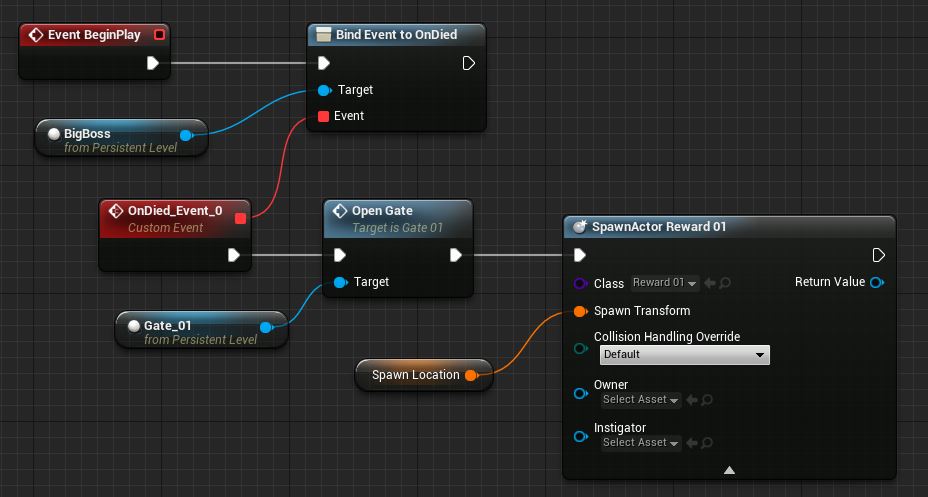 Event BeginPlay
Bind Event to OnDied
Target
Event
BigBoss
from Persistent Level
OnDied_Event_0
Custom Event
Open Gate
Target is Gate 01
Target
Gate_01
from Persistent Level
Spawn Location
SpawnActor Reward 01
Class Reward 01 Return Value
Spawn Transform
Collision Handling Override
Default
Owner
Select Asset
Instigator
Select Asset